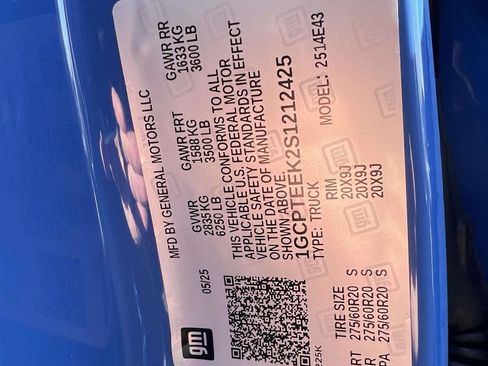 gm
MFD BY GENERAL MOTORS LLC
05/25
GVWR GAWR FRT GAWR RR
2835 KG 1588 KG 1633 KG
6250 LB 3500 LB 3600 LB
THIS VEHICLE CONFORMS TO ALL
APPLICABLE U.S. FEDERAL MOTOR
VEHICLE SAFETY STANDARDS IN EFFECT
ON THE DATE OF MANUFACTURE
SHOWN ABOVE.
1GCPTEEK2S1212425
TYPE: TRUCK MODEL: 2514E43
225K
TIRE SIZE RIM
RT 275/60R20 S 20X9J
R 275/60R20 S 20X9J
PA 275/60R20 S 20X9J